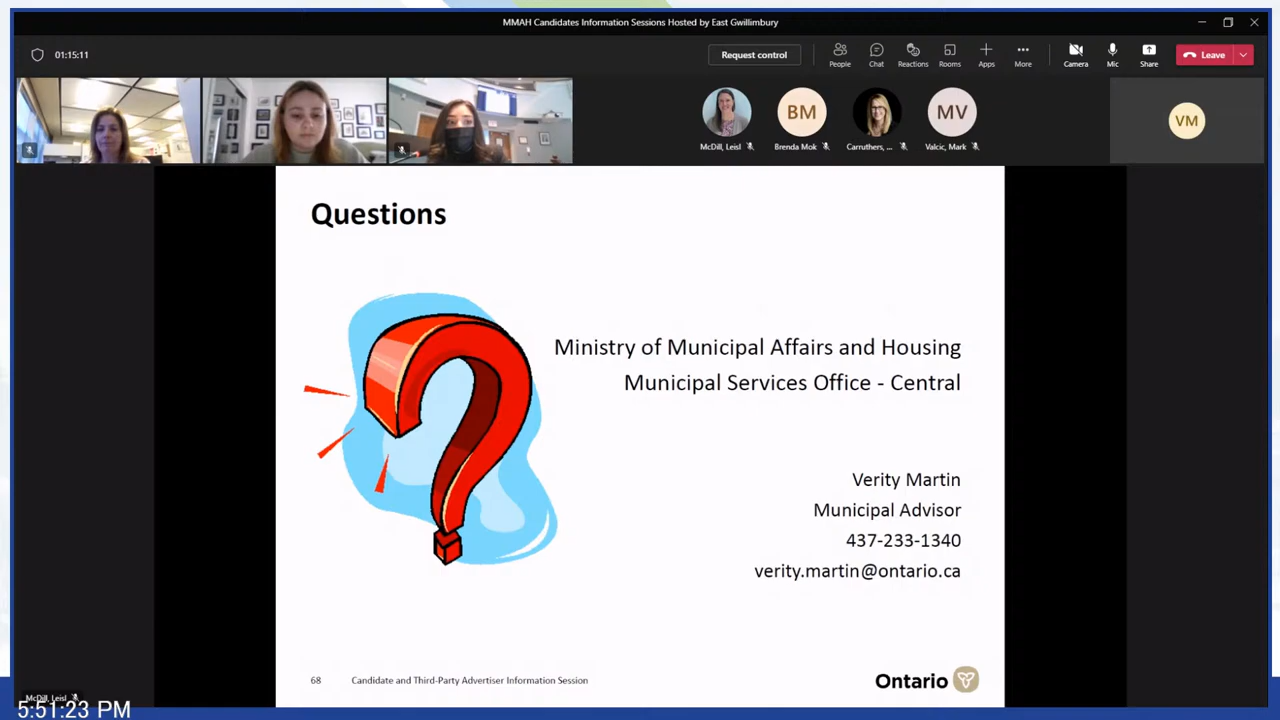 MMAH Candidates Information Sessions Hosted by East Gwillimbury
01:15:11
Request control
People
Chat
Reactions
Rooms
Apps
More
Camera
Mic
Share
Leave
BM
MV
VM
McDill, Leisl
Brenda Mok
Carruthers, ...
Valcic, Mark
Questions
Ministry of Municipal Affairs and Housing
Municipal Services Office - Central
Verity Martin
Municipal Advisor
437-233-1340
verity.martin@ontario.ca
68
Candidate and Third-Party Advertiser Information Session
Ontario
McDill, Leisl
5:51:23 PM